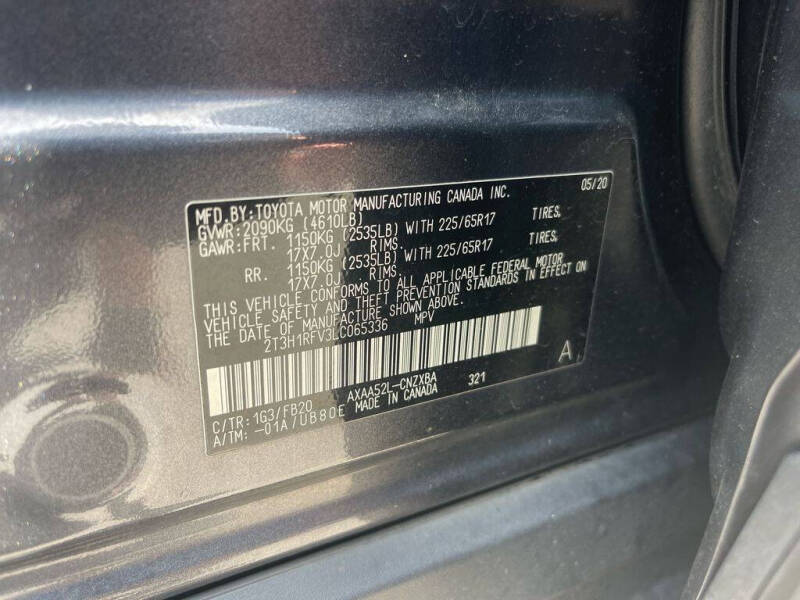 MFD.BY:TOYOTA MOTOR MANUFACTURING CANADA INC. 05/20
GVWR:2090KG (4610LB)
GAWR:FRT. 1150KG (2535LB) WITH 225/65R17 TIRES,
17X7.0J RIMS.
RR. 1150KG (2535LB) WITH 225/65R17 TIRES,
17X7.0J RIMS.
THIS VEHICLE CONFORMS TO ALL APPLICABLE FEDERAL MOTOR
VEHICLE SAFETY AND THEFT PREVENTION STANDARDS IN EFFECT ON
THE DATE OF MANUFACTURE SHOWN ABOVE.
2T3H1RFV3LC065336 MPV
A
AXAA52L-CNZXBA 321
C/TR: 1G3/FB20 MADE IN CANADA
A/TM: -01A/UB80E